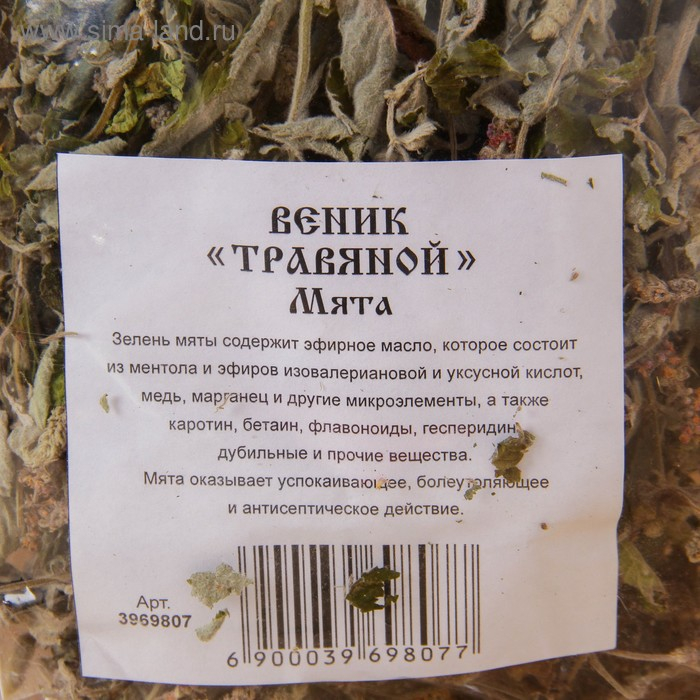 www.sima-land.ru
ВЕНИК
«ТРАВЯНОЙ»
Мята
Зелень мяты содержит эфирное масло, которое состоит
из ментола и эфиров изовалериановой и уксусной кислот,
медь, марганец и другие микроэлементы, а также
каротин, бетаин, флавоноиды, гесперидин,
дубильные и прочие вещества.
Мята оказывает успокаивающее, болеутоляющее
и антисептическое действие.
Арт.
3969807
6 900039 698077